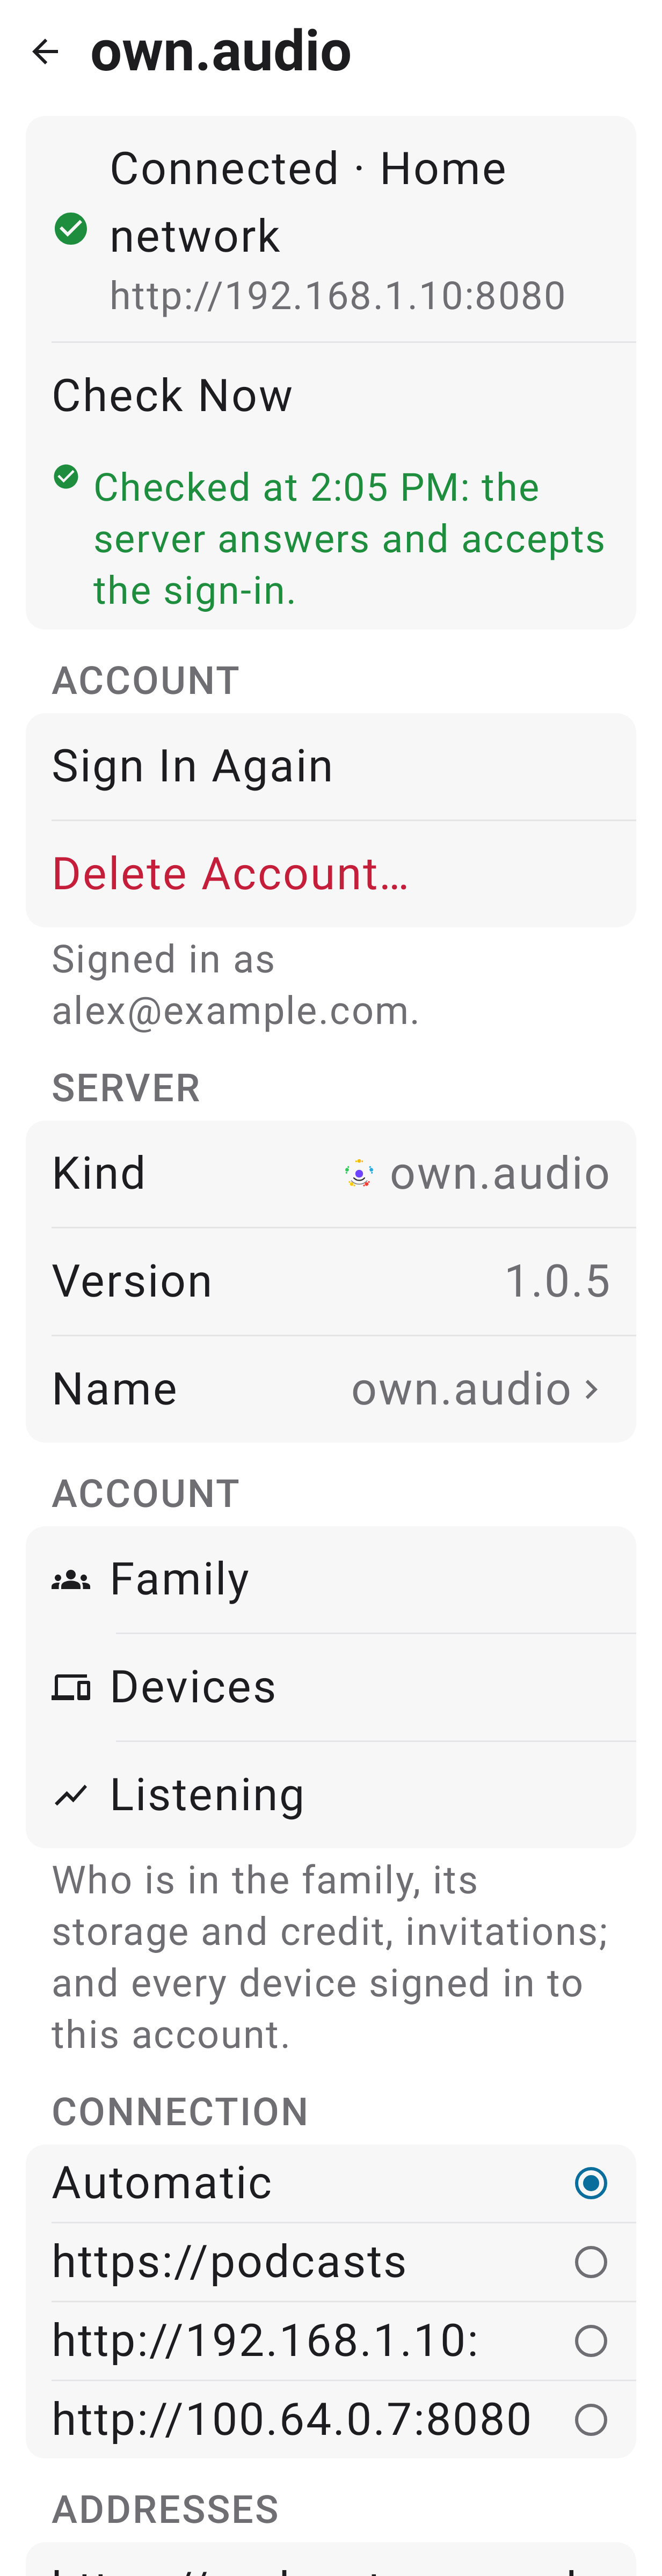 own.audio
Connected · Home
network
http://192.168.1.10:8080
Check Now
Checked at 2:05 PM: the
server answers and accepts
the sign-in.
ACCOUNT
Sign In Again
Delete Account…
Signed in as
alex@example.com.
SERVER
Kind own.audio
Version 1.0.5
Name own.audio
ACCOUNT
Family
Devices
Listening
Who is in the family, its
storage and credit, invitations;
and every device signed in to
this account.
CONNECTION
Automatic
https://podcasts
http://192.168.1.10:
http://100.64.0.7:8080
ADDRESSES